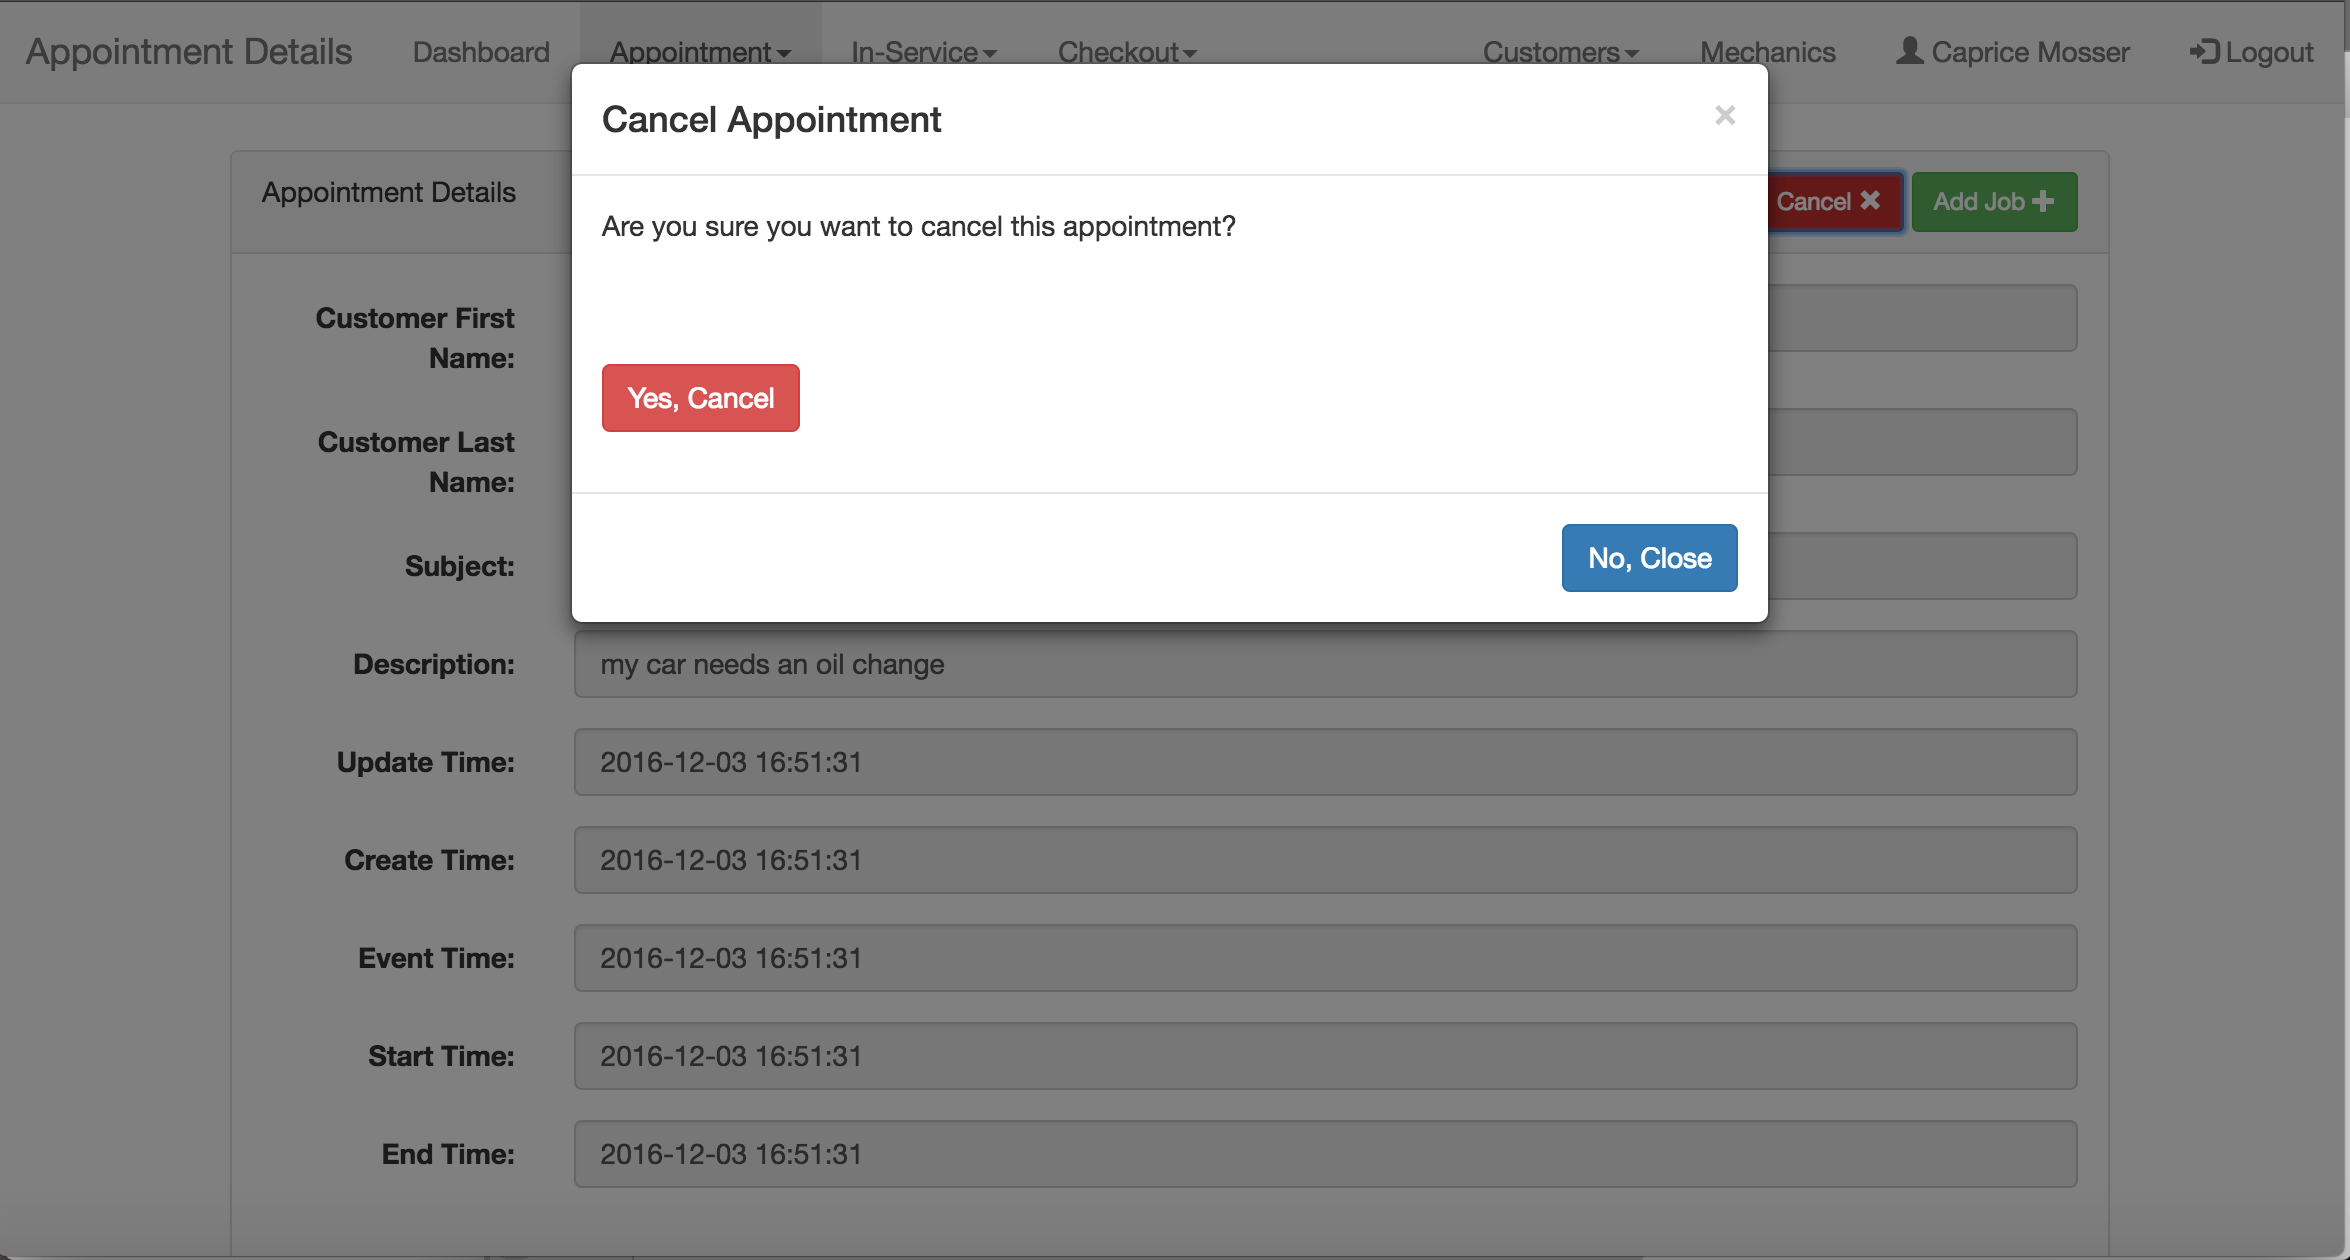 Appointment Details Dashboard Appointment In-Service Checkout Customers Mechanics Caprice Mosser Logout
Cancel Appointment ×
Are you sure you want to cancel this appointment?
Yes, Cancel
No, Close
Appointment Details Cancel Add Job
Customer First
Name:
Customer Last
Name:
Subject:
Description: my car needs an oil change
Update Time: 2016-12-03 16:51:31
Create Time: 2016-12-03 16:51:31
Event Time: 2016-12-03 16:51:31
Start Time: 2016-12-03 16:51:31
End Time: 2016-12-03 16:51:31